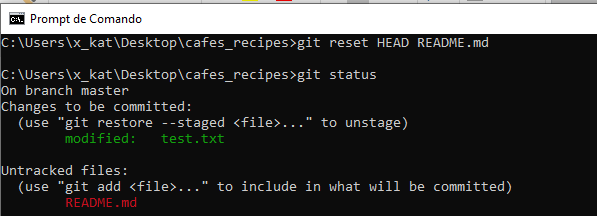 Prompt de Comando
C:\Users\x_kat\Desktop\cafes_recipes>git reset HEAD README.md
C:\Users\x_kat\Desktop\cafes_recipes>git status
On branch master
Changes to be committed:
  (use "git restore --staged <file>..." to unstage)
        modified:   test.txt
Untracked files:
  (use "git add <file>..." to include in what will be committed)
        README.md